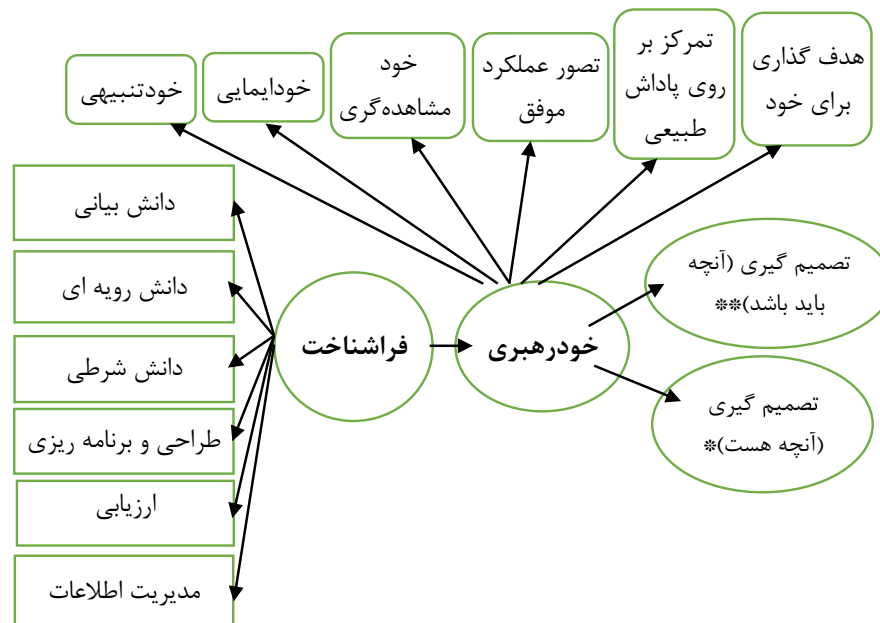 هدف گذاری
برای خود
تمرکز بر
روی پاداش
طبیعی
تصور عملکرد
موفق
خود
مشاهده‌گری
خودایمایی
خودتنبیهی
دانش بیانی
دانش رویه ای
دانش شرطی
طراحی و برنامه ریزی
ارزیابی
مدیریت اطلاعات
فراشناخت
خودرهبری
تصمیم گیری (آنچه
باید باشد)**
تصمیم گیری
(آنچه هست)*